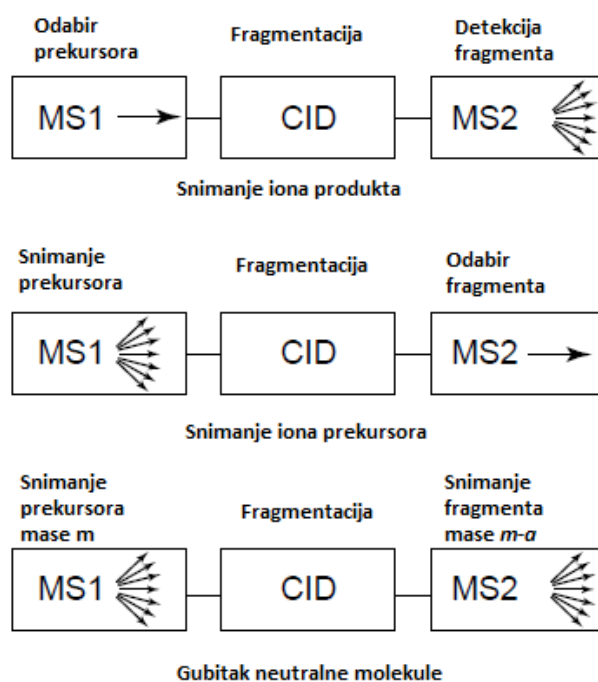 Odabir
prekursora
Fragmentacija
Detekcija
fragmenta
MS1
CID
MS2
Snimanje iona produkta
Snimanje
prekursora
Fragmentacija
Odabir
fragmenta
MS1
CID
MS2
Snimanje iona prekursora
Snimanje
prekursora
mase m
Fragmentacija
Snimanje
fragmenta
mase m-a
MS1
CID
MS2
Gubitak neutralne molekule